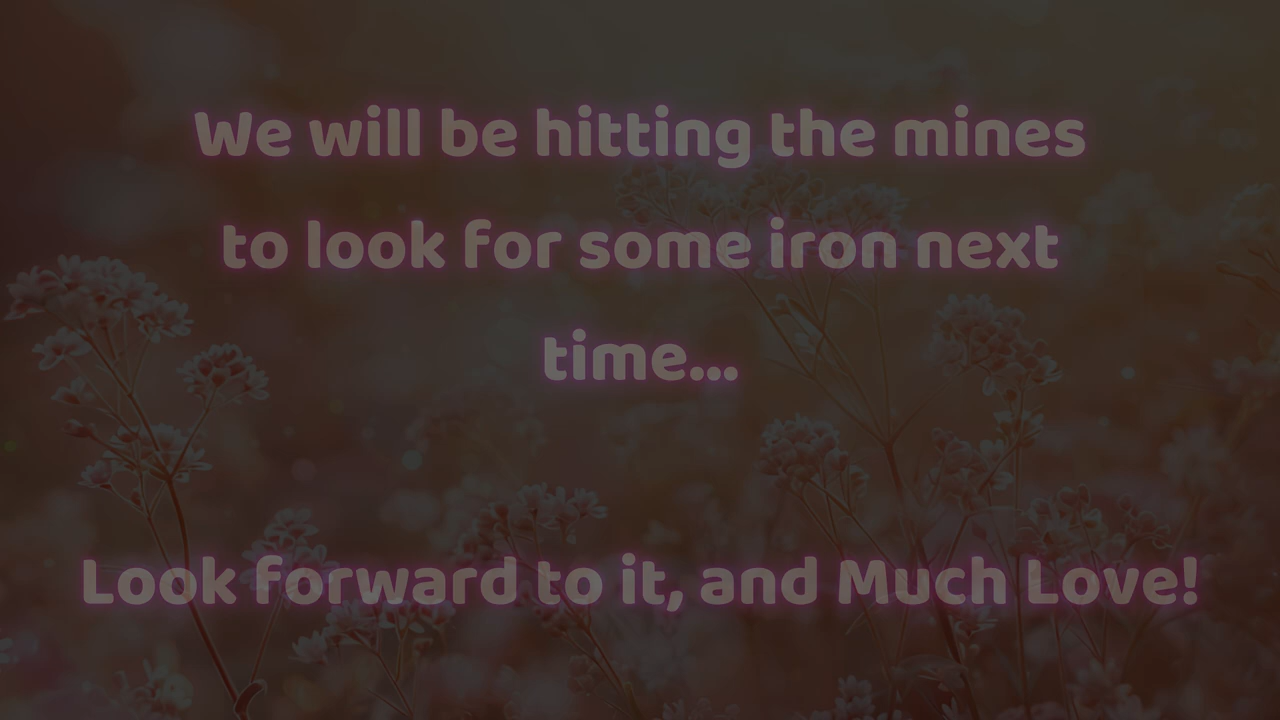 We will be hitting the mines
to look for some iron next
time...
Look forward to it, and Much Love!